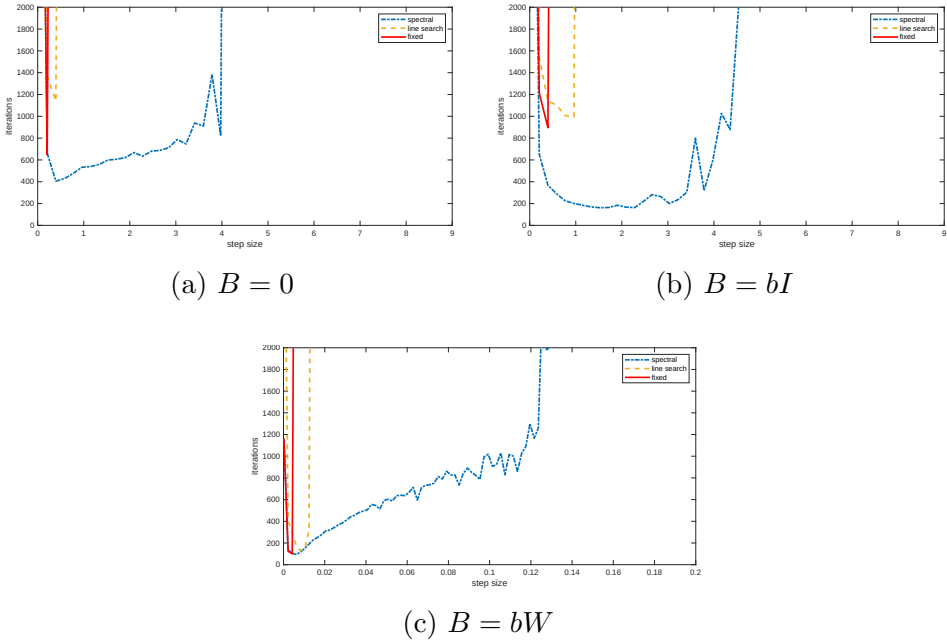 2000
1800
1600
1400
1200
1000
800
600
400
200
0
iterations
0 1 2 3 4 5 6 7 8 9
step size
spectral
line search
fixed
(a) B = 0
2000
1800
1600
1400
1200
1000
800
600
400
200
0
iterations
0 1 2 3 4 5 6 7 8 9
step size
spectral
line search
fixed
(b) B = bI
2000
1800
1600
1400
1200
1000
800
600
400
200
0
iterations
0 0.02 0.04 0.06 0.08 0.1 0.12 0.14 0.16 0.18 0.2
step size
spectral
line search
fixed
(c) B = bW